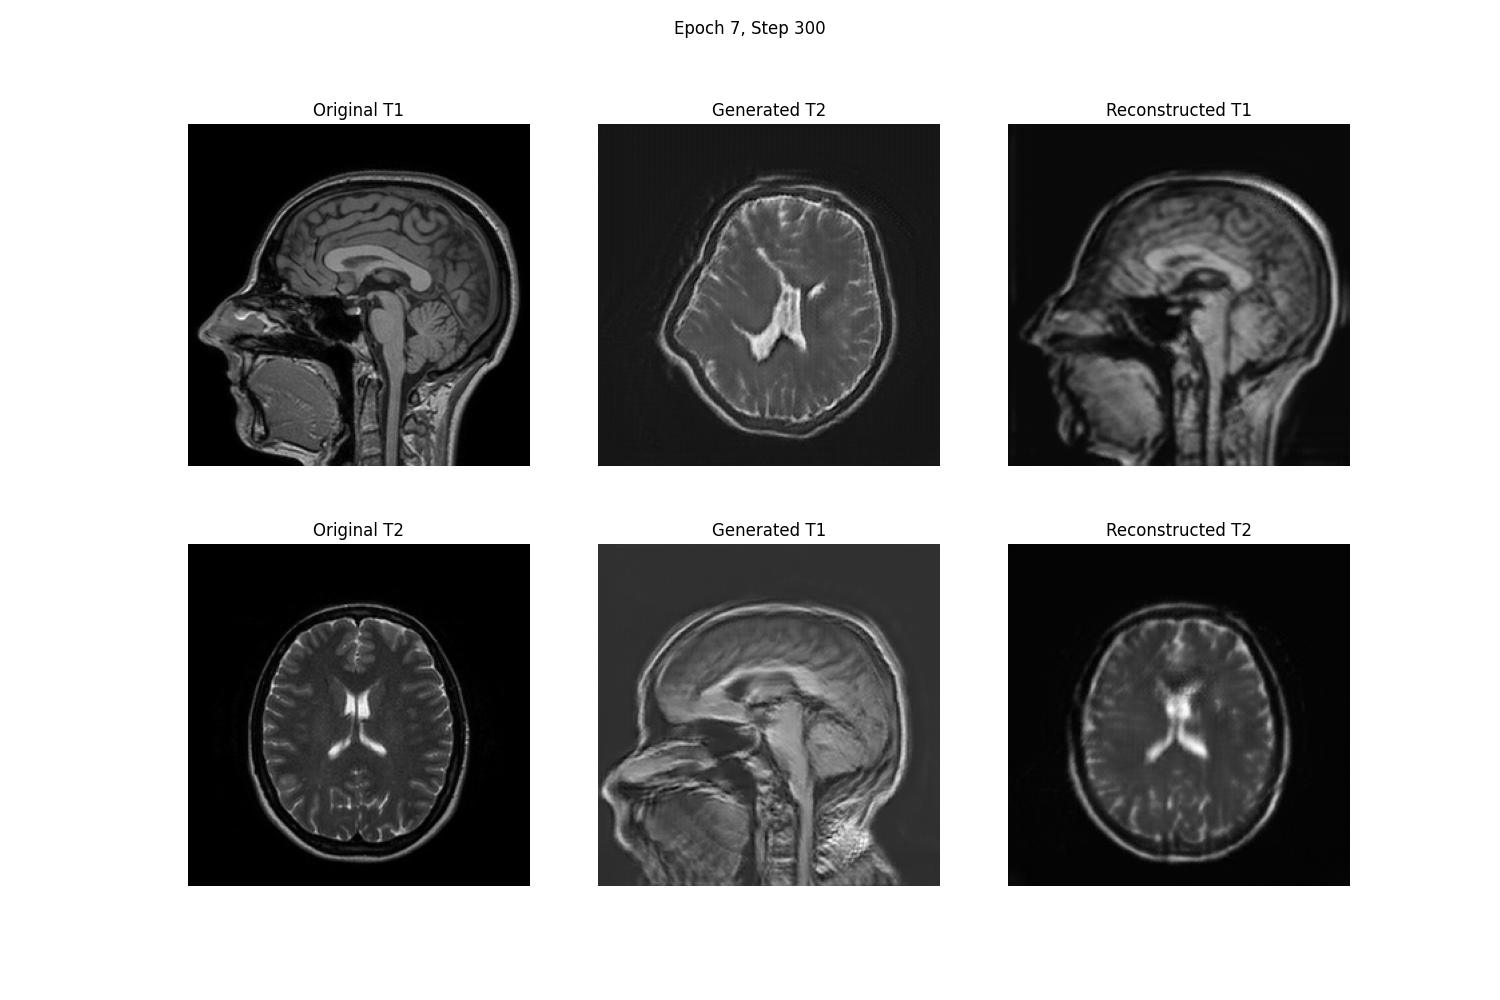 Epoch 7, Step 300
Original T1
Generated T2
Reconstructed T1
Original T2
Generated T1
Reconstructed T2